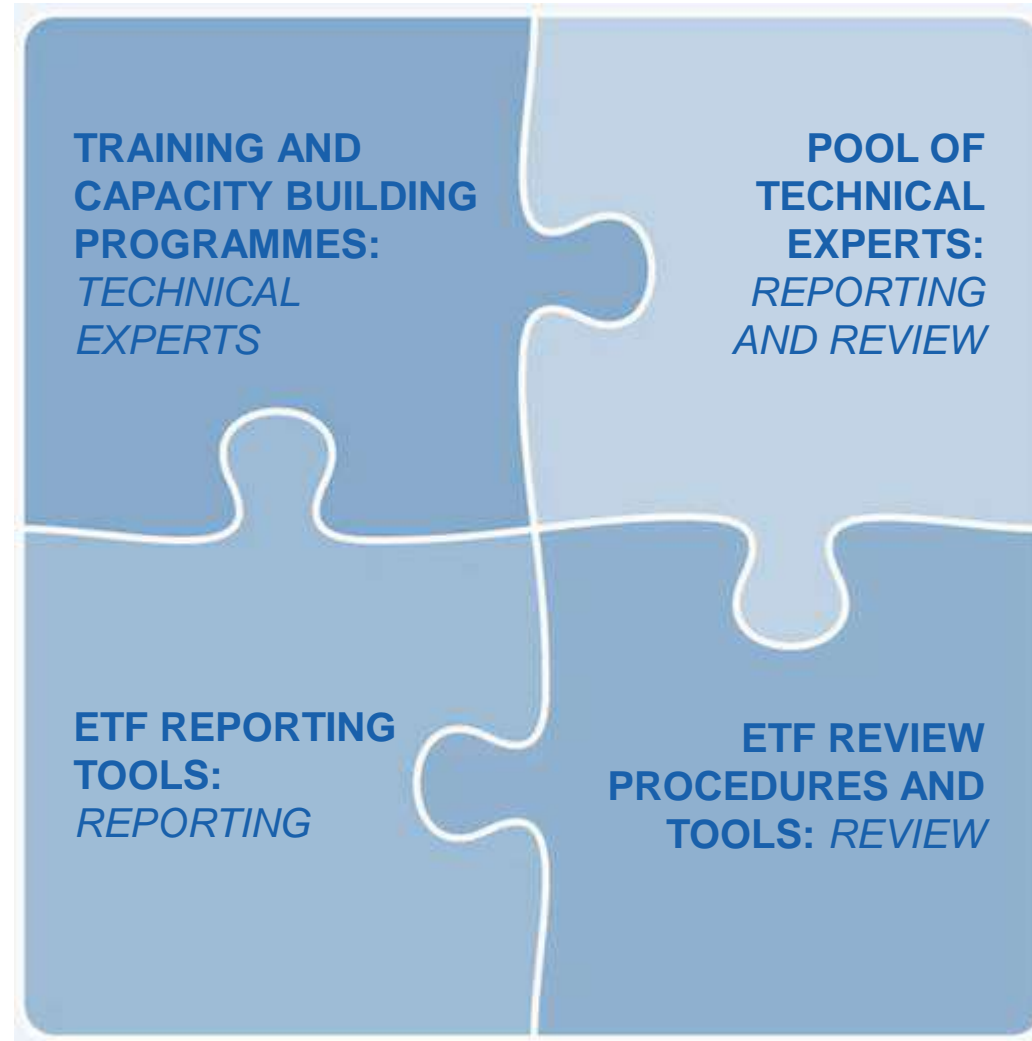 TRAINING AND
CAPACITY BUILDING
PROGRAMMES:
TECHNICAL
EXPERTS
POOL OF
TECHNICAL
EXPERTS:
REPORTING
AND REVIEW
ETF REPORTING
TOOLS:
REPORTING
ETF REVIEW
PROCEDURES AND
TOOLS: REVIEW